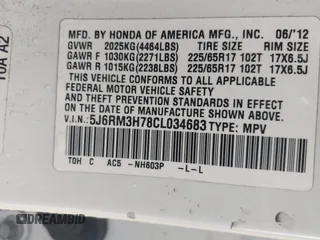 10A A2
MFD. BY HONDA OF AMERICA MFG., INC. 06/'12
GVWR 2025KG(4464LBS) TIRE SIZE RIM SIZE
GAWR F 1030KG(2271LBS) 225/65R17 102T 17X6.5J
GAWR R 1015KG(2238LBS) 225/65R17 102T 17X6.5J
THIS VEHICLE CONFORMS TO ALL APPLICABLE
FEDERAL MOTOR VEHICLE SAFETY AND THEFT
PREVENTION STANDARDS IN EFFECT ON THE DATE OF
MANUFACTURE SHOWN ABOVE.
V.I.N.: 5J6RM3H78CL034683 TYPE: MPV
TOH C AC5 -NH603P -L-L
DREAMBID